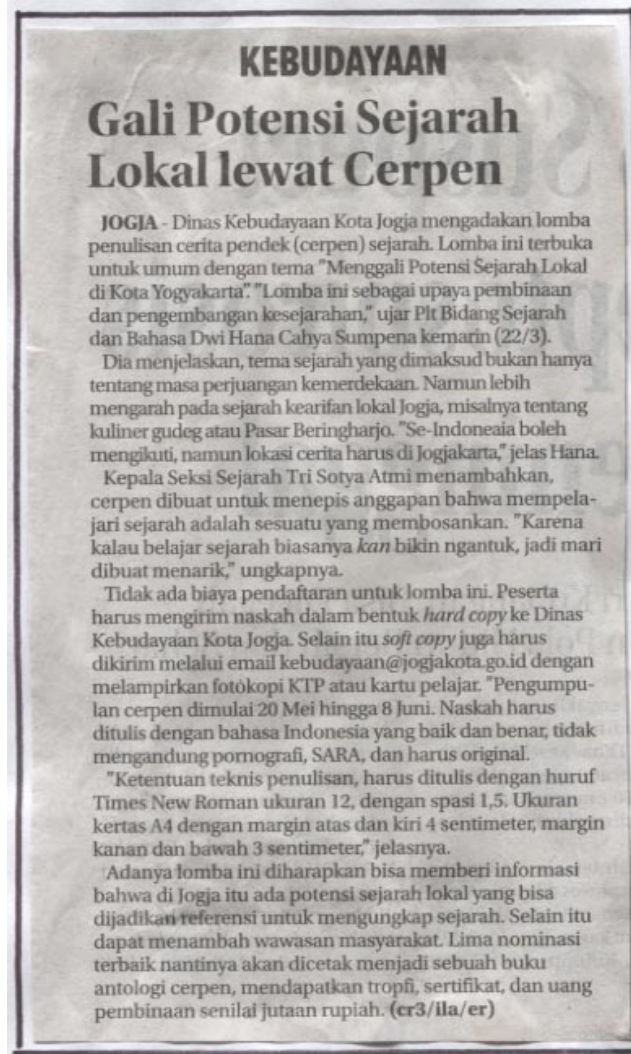 KEBUDAYAAN
Gali Potensi Sejarah
Lokal lewat Cerpen
JOGJA - Dinas Kebudayaan Kota Jogja mengadakan lomba
penulisan cerita pendek (cerpen) sejarah. Lomba ini terbuka
untuk umum dengan tema "Menggali Potensi Sejarah Lokal
di Kota Yogyakarta". "Lomba ini sebagai upaya pembinaan
dan pengembangan kesejarahan," ujar Plt Bidang Sejarah
dan Bahasa Dwi Hana Cahya Sumpena kemarin (22/3).
Dia menjelaskan, tema sejarah yang dimaksud bukan hanya
tentang masa perjuangan kemerdekaan. Namun lebih
mengarah pada sejarah kearifan lokal Jogja, misalnya tentang
kuliner gudeg atau Pasar Beringharjo. "Se-Indoneaia boleh
mengikuti, namun lokasi cerita harus di Jogjakarta," jelas Hana.
Kepala Seksi Sejarah Tri Sotya Atmi menambahkan,
cerpen dibuat untuk menepis anggapan bahwa mempela-
jari sejarah adalah sesuatu yang membosankan. "Karena
kalau belajar sejarah biasanya kan bikin ngantuk, jadi mari
dibuat menarik," ungkapnya.
Tidak ada biaya pendaftaran untuk lomba ini. Peserta
harus mengirim naskah dalam bentuk hard copy ke Dinas
Kebudayaan Kota Jogja. Selain itu soft copy juga harus
dikirim melalui email kebudayaan@jogjakota.go.id dengan
melampirkan fotokopi KTP atau kartu pelajar. "Pengumpu-
lan cerpen dimulai 20 Mei hingga 8 Juni. Naskah harus
ditulis dengan bahasa Indonesia yang baik dan benar, tidak
mengandung pornografi, SARA, dan harus original.
"Ketentuan teknis penulisan, harus ditulis dengan huruf
Times New Roman ukuran 12, dengan spasi 1,5. Ukuran
kertas A4 dengan margin atas dan kiri 4 sentimeter, margin
kanan dan bawah 3 sentimeter," jelasnya.
Adanya lomba ini diharapkan bisa memberi informasi
bahwa di Jogja itu ada potensi sejarah lokal yang bisa
dijadikan referensi untuk mengungkap sejarah. Selain itu
dapat menambah wawasan masyarakat. Lima nominasi
terbaik nantinya akan dicetak menjadi sebuah buku
antologi cerpen, mendapatkan tropfi, sertifikat, dan uang
pembinaan senilai jutaan rupiah. (cr3/ila/er)